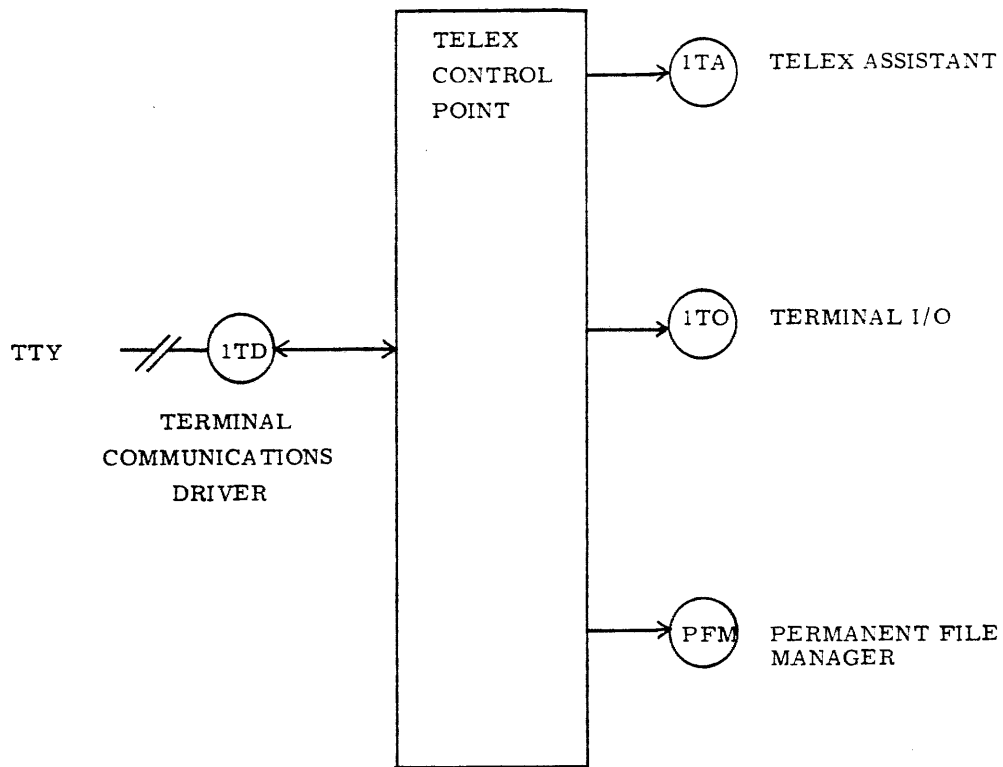 TELEX
CONTROL
POINT
1TA
TELEX ASSISTANT
1TO
TERMINAL I/O
TTY
1TD
TERMINAL
COMMUNICATIONS
DRIVER
PFM
PERMANENT FILE
MANAGER